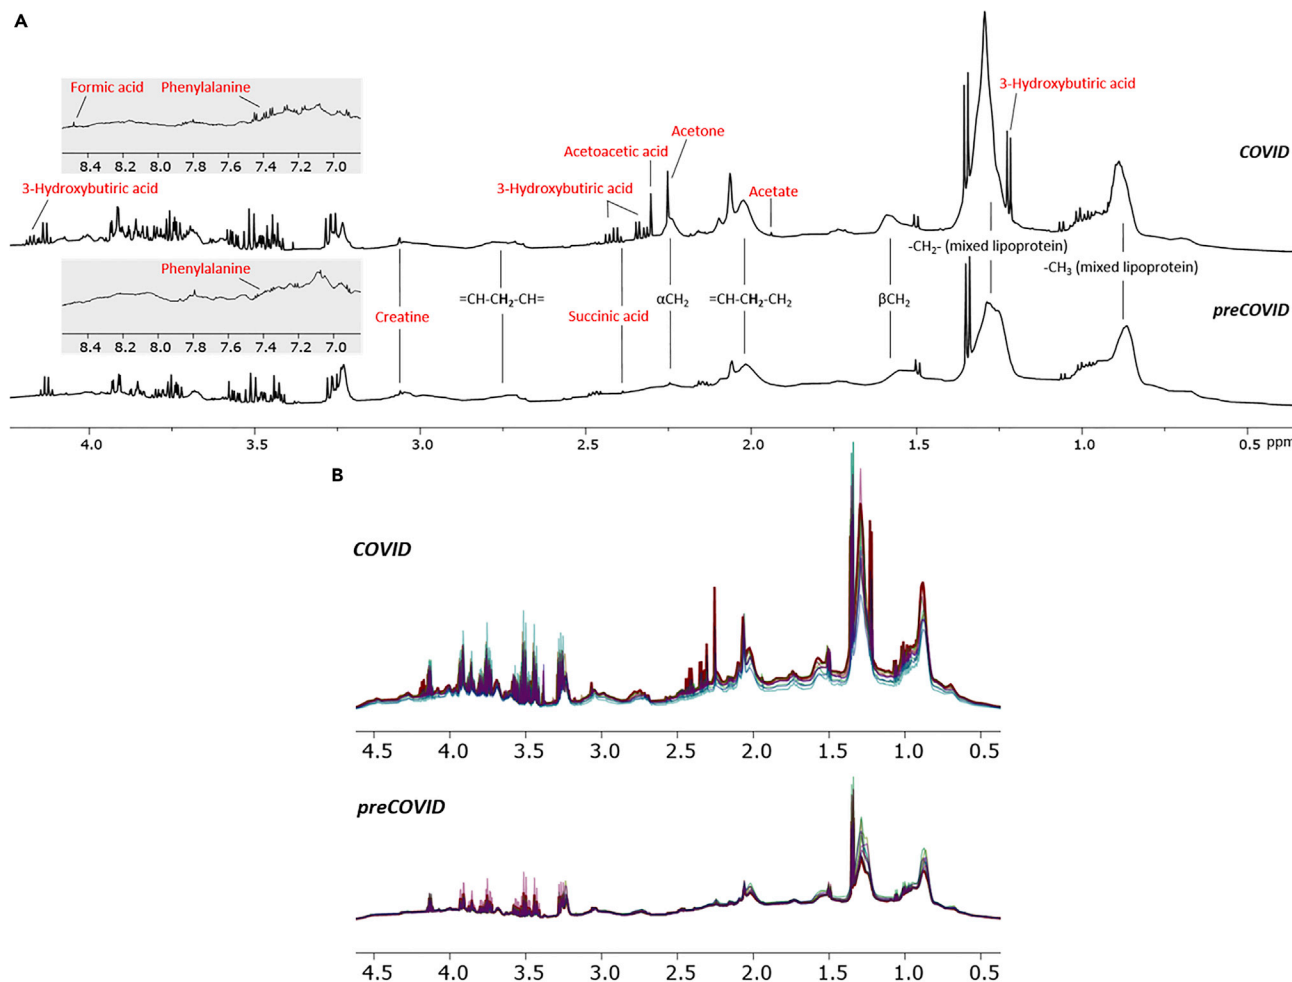 A
Formic acid
Phenylalanine
8.4 8.2 8.0 7.8 7.6 7.4 7.2 7.0
3-Hydroxybutiric acid
3-Hydroxybutiric acid
Acetoacetic acid
Acetone
Acetate
3-Hydroxybutiric acid
COVID
-CH₂- (mixed lipoprotein)
-CH₃ (mixed lipoprotein)
Phenylalanine
8.4 8.2 8.0 7.8 7.6 7.4 7.2 7.0
Creatine
=CH-CH₂-CH=
Succinic acid
αCH₂
=CH-CH₂-CH₂
βCH₂
preCOVID
4.0 3.5 3.0 2.5 2.0 1.5 1.0 0.5 ppm
B
COVID
4.5 4.0 3.5 3.0 2.5 2.0 1.5 1.0 0.5
preCOVID
4.5 4.0 3.5 3.0 2.5 2.0 1.5 1.0 0.5